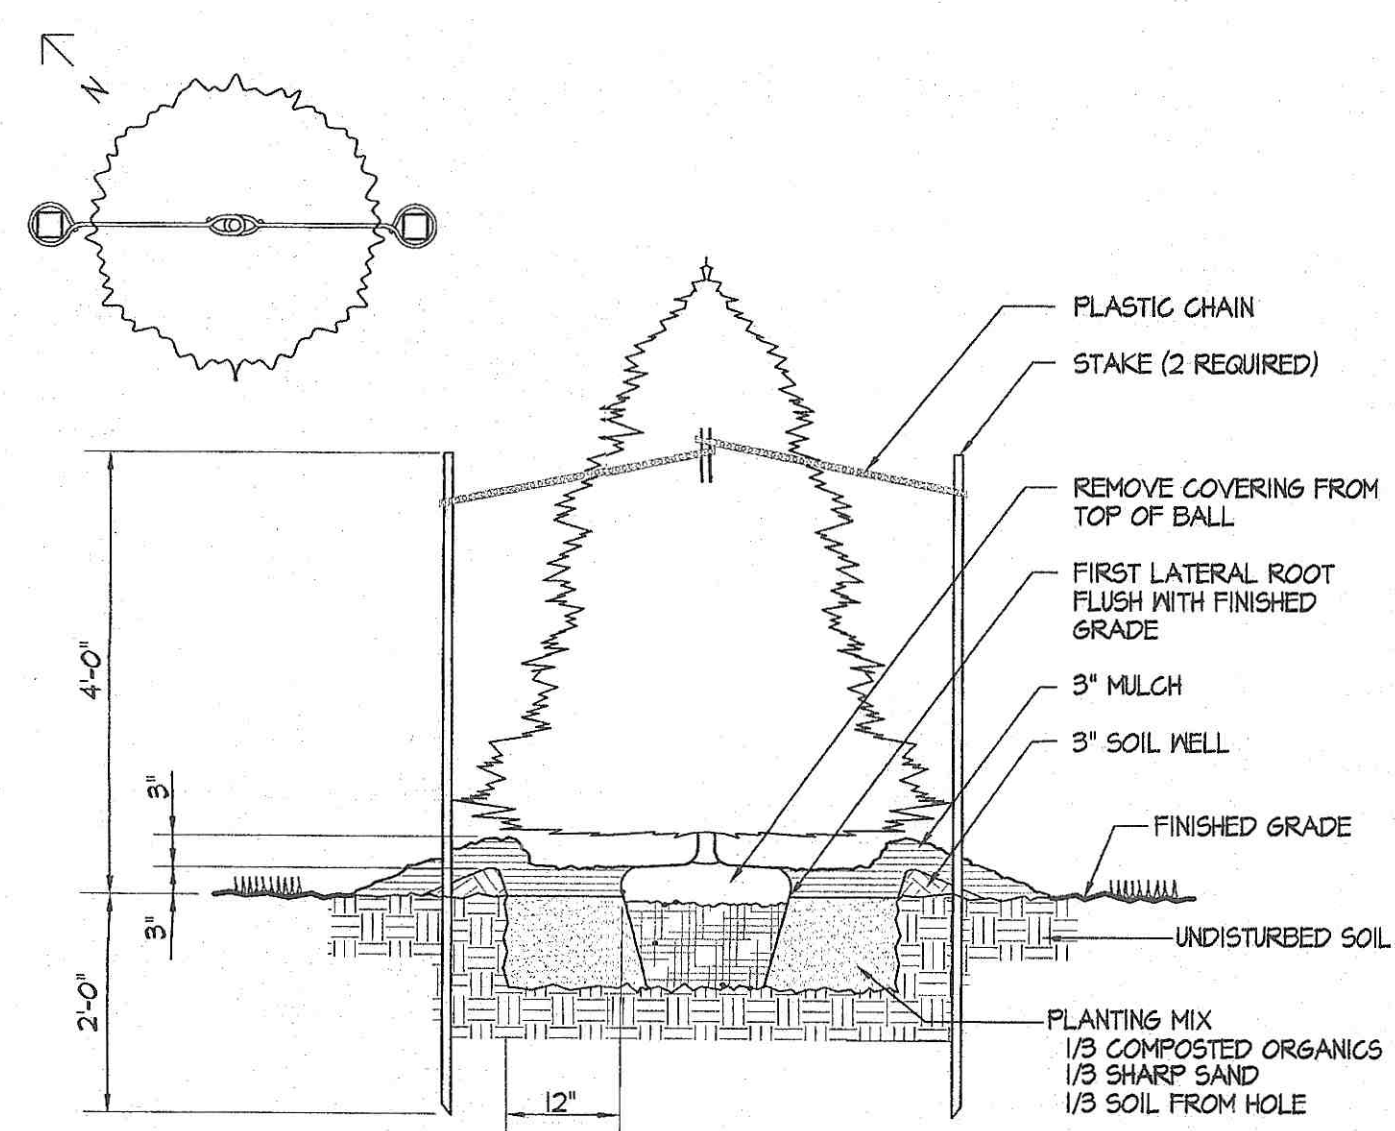 N
PLASTIC CHAIN
STAKE (2 REQUIRED)
REMOVE COVERING FROM
TOP OF BALL
FIRST LATERAL ROOT
FLUSH WITH FINISHED
GRADE
3" MULCH
3" SOIL WELL
FINISHED GRADE
UNDISTURBED SOIL
PLANTING MIX
1/3 COMPOSTED ORGANICS
1/3 SHARP SAND
1/3 SOIL FROM HOLE
4'-0"
3"
3"
2'-0"
12"